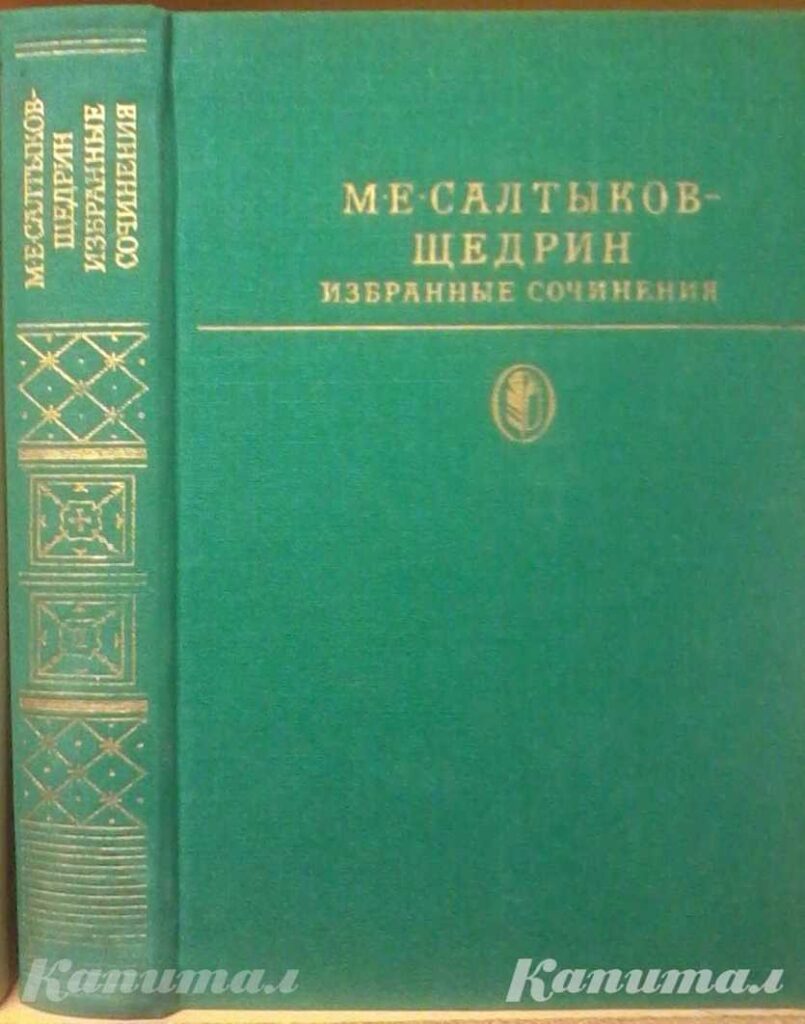 М·Е·САЛТЫКОВ-
ЩЕДРИН
ИЗБРАННЫЕ
СОЧИНЕНИЯ
М·Е·САЛТЫКОВ-
ЩЕДРИН
ИЗБРАННЫЕ СОЧИНЕНИЯ
Капитал
Капитал